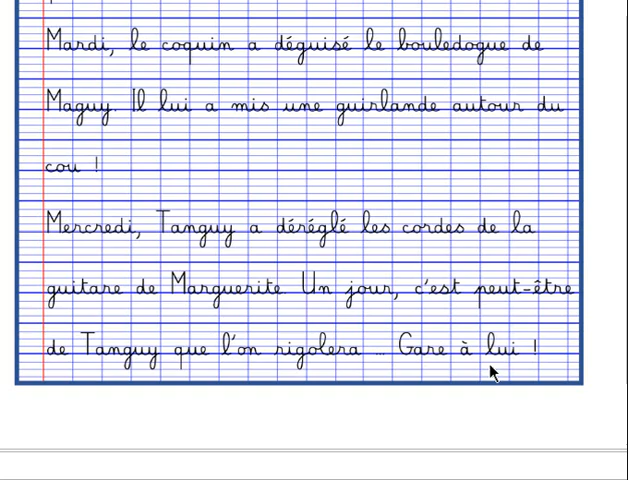 Mardi, le coquin a déguisé le bouledogue de
Maguy. Il lui a mis une guirlande autour du
cou !
Mercredi, Tanguy a déréglé les cordes de la
guitare de Marguerite. Un jour, c'est peut-être
de Tanguy que l'on rigolera ... Gare à lui !